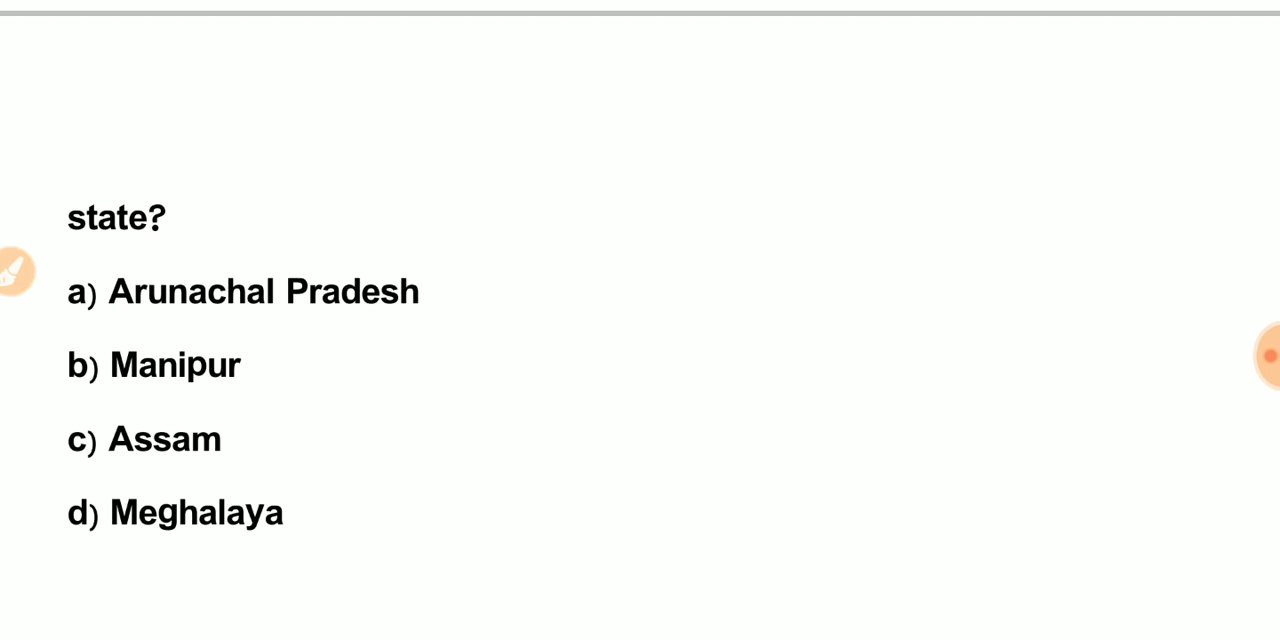 state?
a) Arunachal Pradesh
b) Manipur
c) Assam
d) Meghalaya